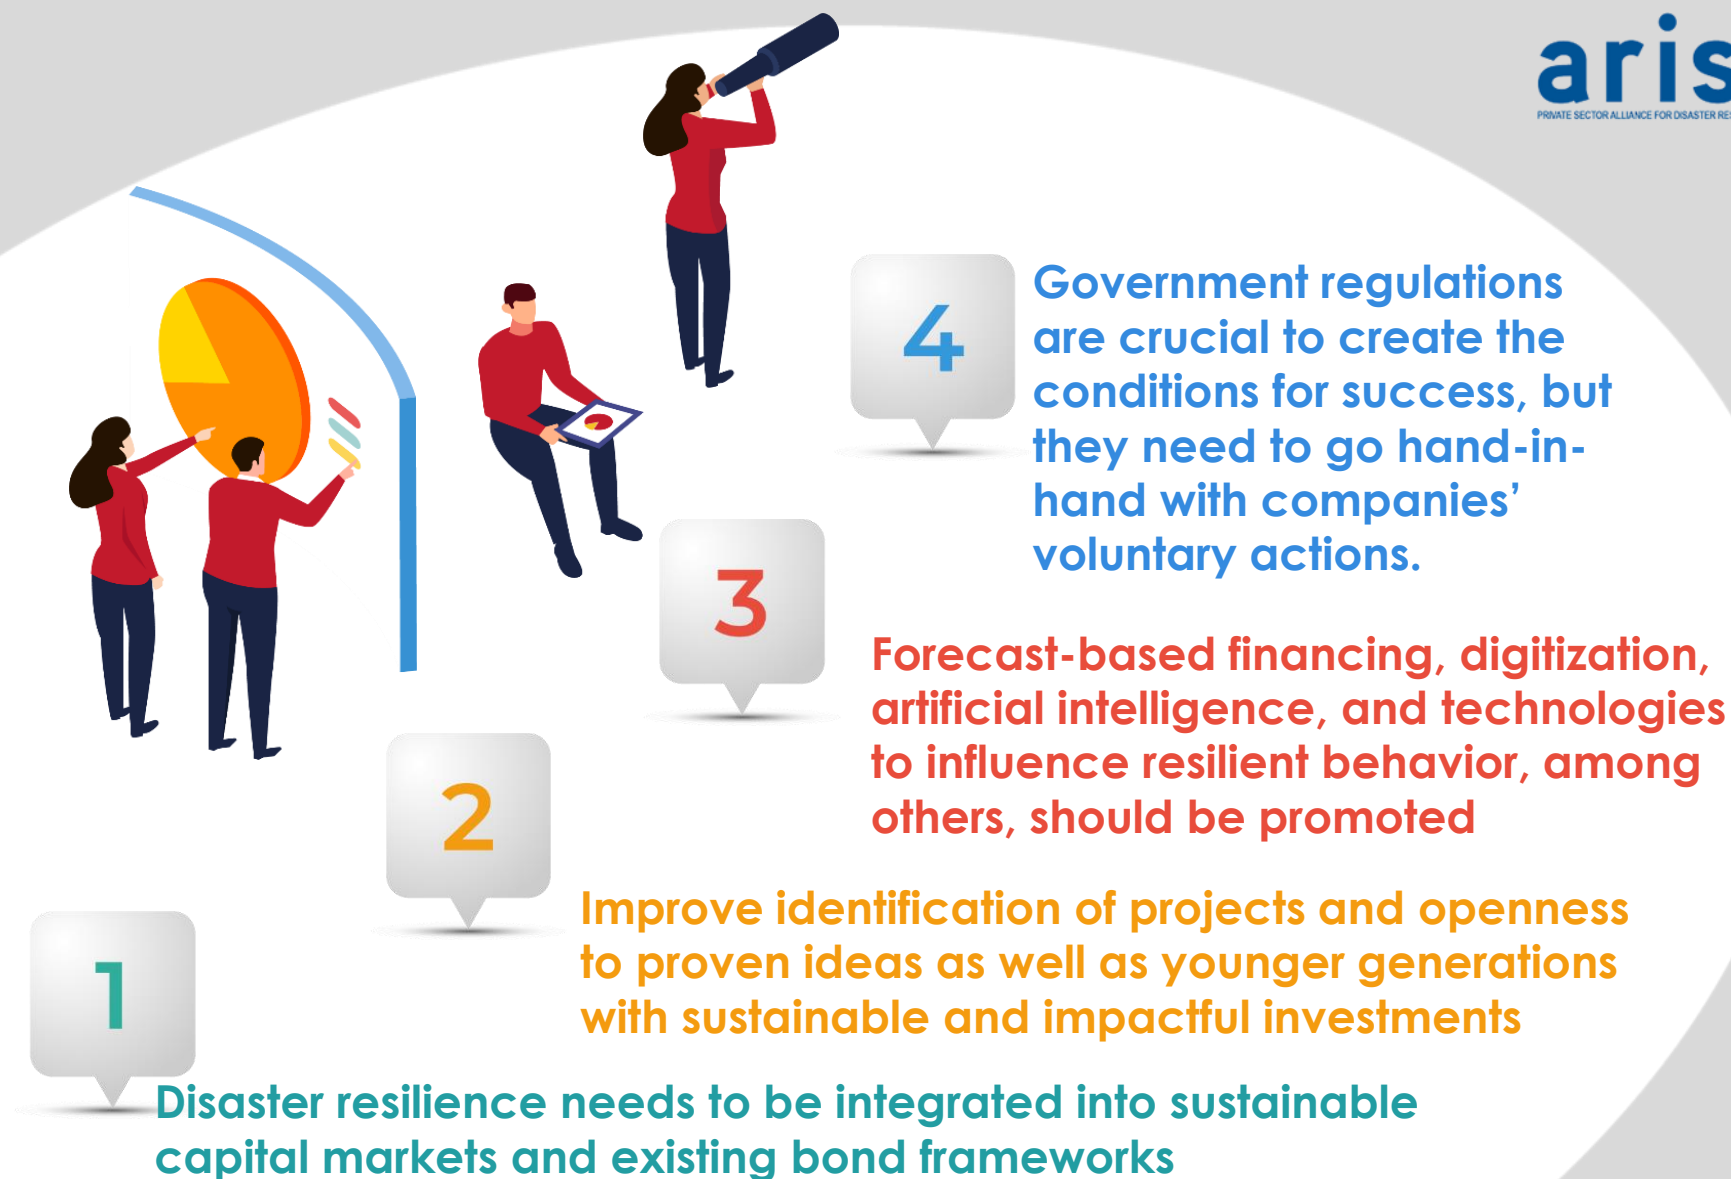 aris
PRIVATE SECTOR ALLIANCE FOR DISASTER
4
Government regulations
are crucial to create the
conditions for success, but
they need to go hand-in-
hand with companies’
voluntary actions.
3
Forecast-based financing, digitization,
artificial intelligence, and technologies
to influence resilient behavior, among
others, should be promoted
2
Improve identification of projects and openness
to proven ideas as well as younger generations
with sustainable and impactful investments
1
Disaster resilience needs to be integrated into sustainable
capital markets and existing bond frameworks